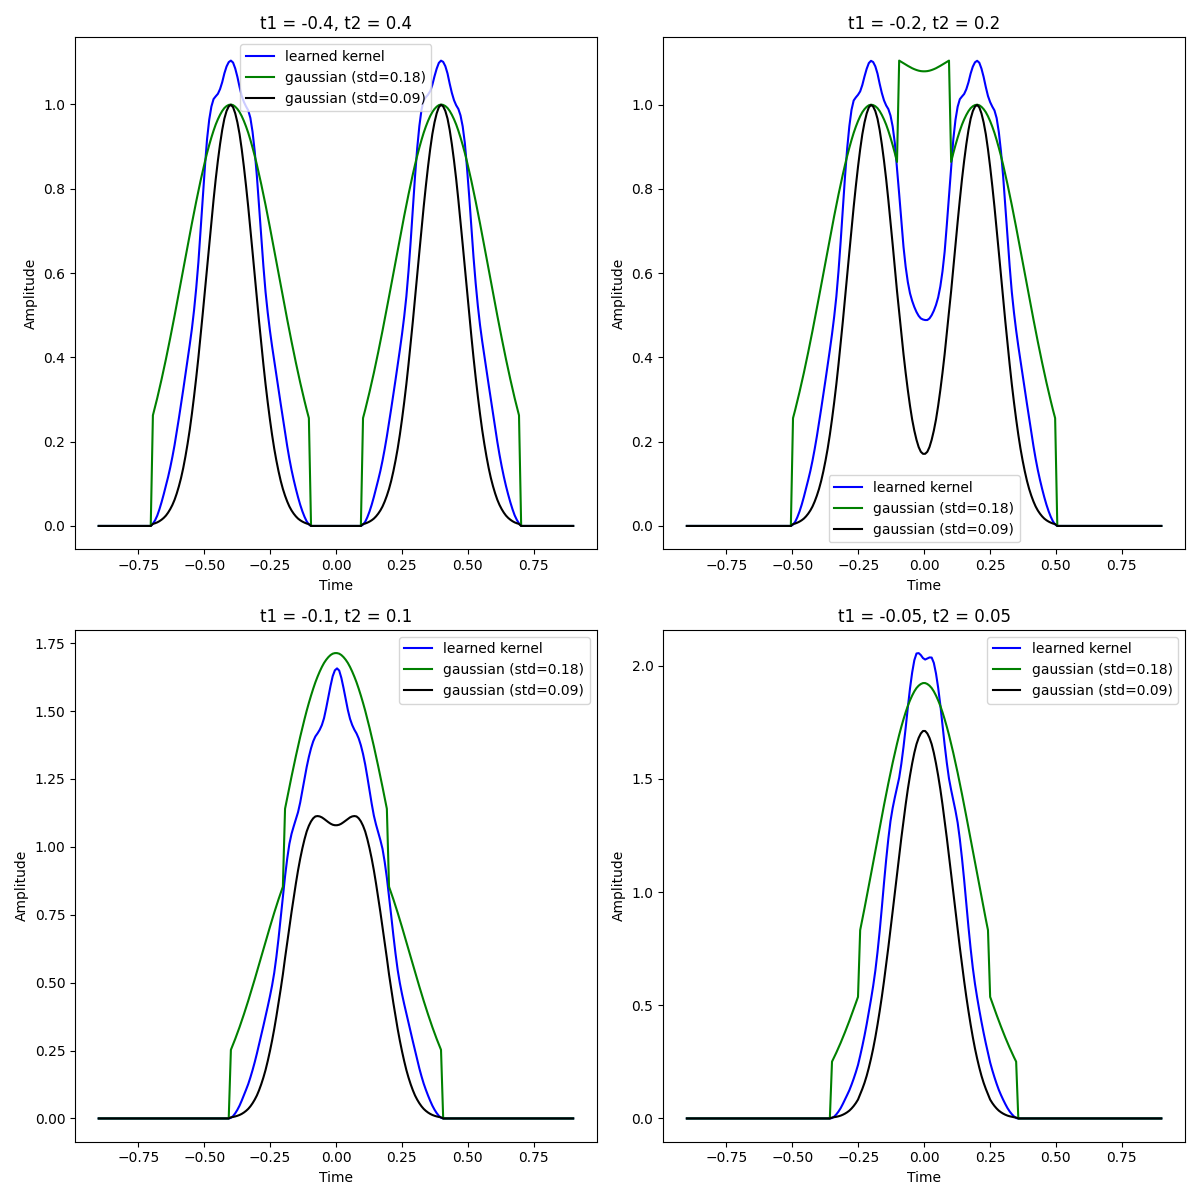 t1 = -0.4, t2 = 0.4
learned kernel
gaussian (std=0.18)
gaussian (std=0.09)
1.0
0.8
0.6
0.4
0.2
0.0
Amplitude
−0.75 −0.50 −0.25 0.00 0.25 0.50 0.75
Time
t1 = -0.2, t2 = 0.2
1.0
0.8
0.6
0.4
0.2
0.0
Amplitude
learned kernel
gaussian (std=0.18)
gaussian (std=0.09)
−0.75 −0.50 −0.25 0.00 0.25 0.50 0.75
Time
t1 = -0.1, t2 = 0.1
learned kernel
gaussian (std=0.18)
gaussian (std=0.09)
1.75
1.50
1.25
1.00
0.75
0.50
0.25
0.00
Amplitude
−0.75 −0.50 −0.25 0.00 0.25 0.50 0.75
Time
t1 = -0.05, t2 = 0.05
learned kernel
gaussian (std=0.18)
gaussian (std=0.09)
2.0
1.5
1.0
0.5
0.0
Amplitude
−0.75 −0.50 −0.25 0.00 0.25 0.50 0.75
Time